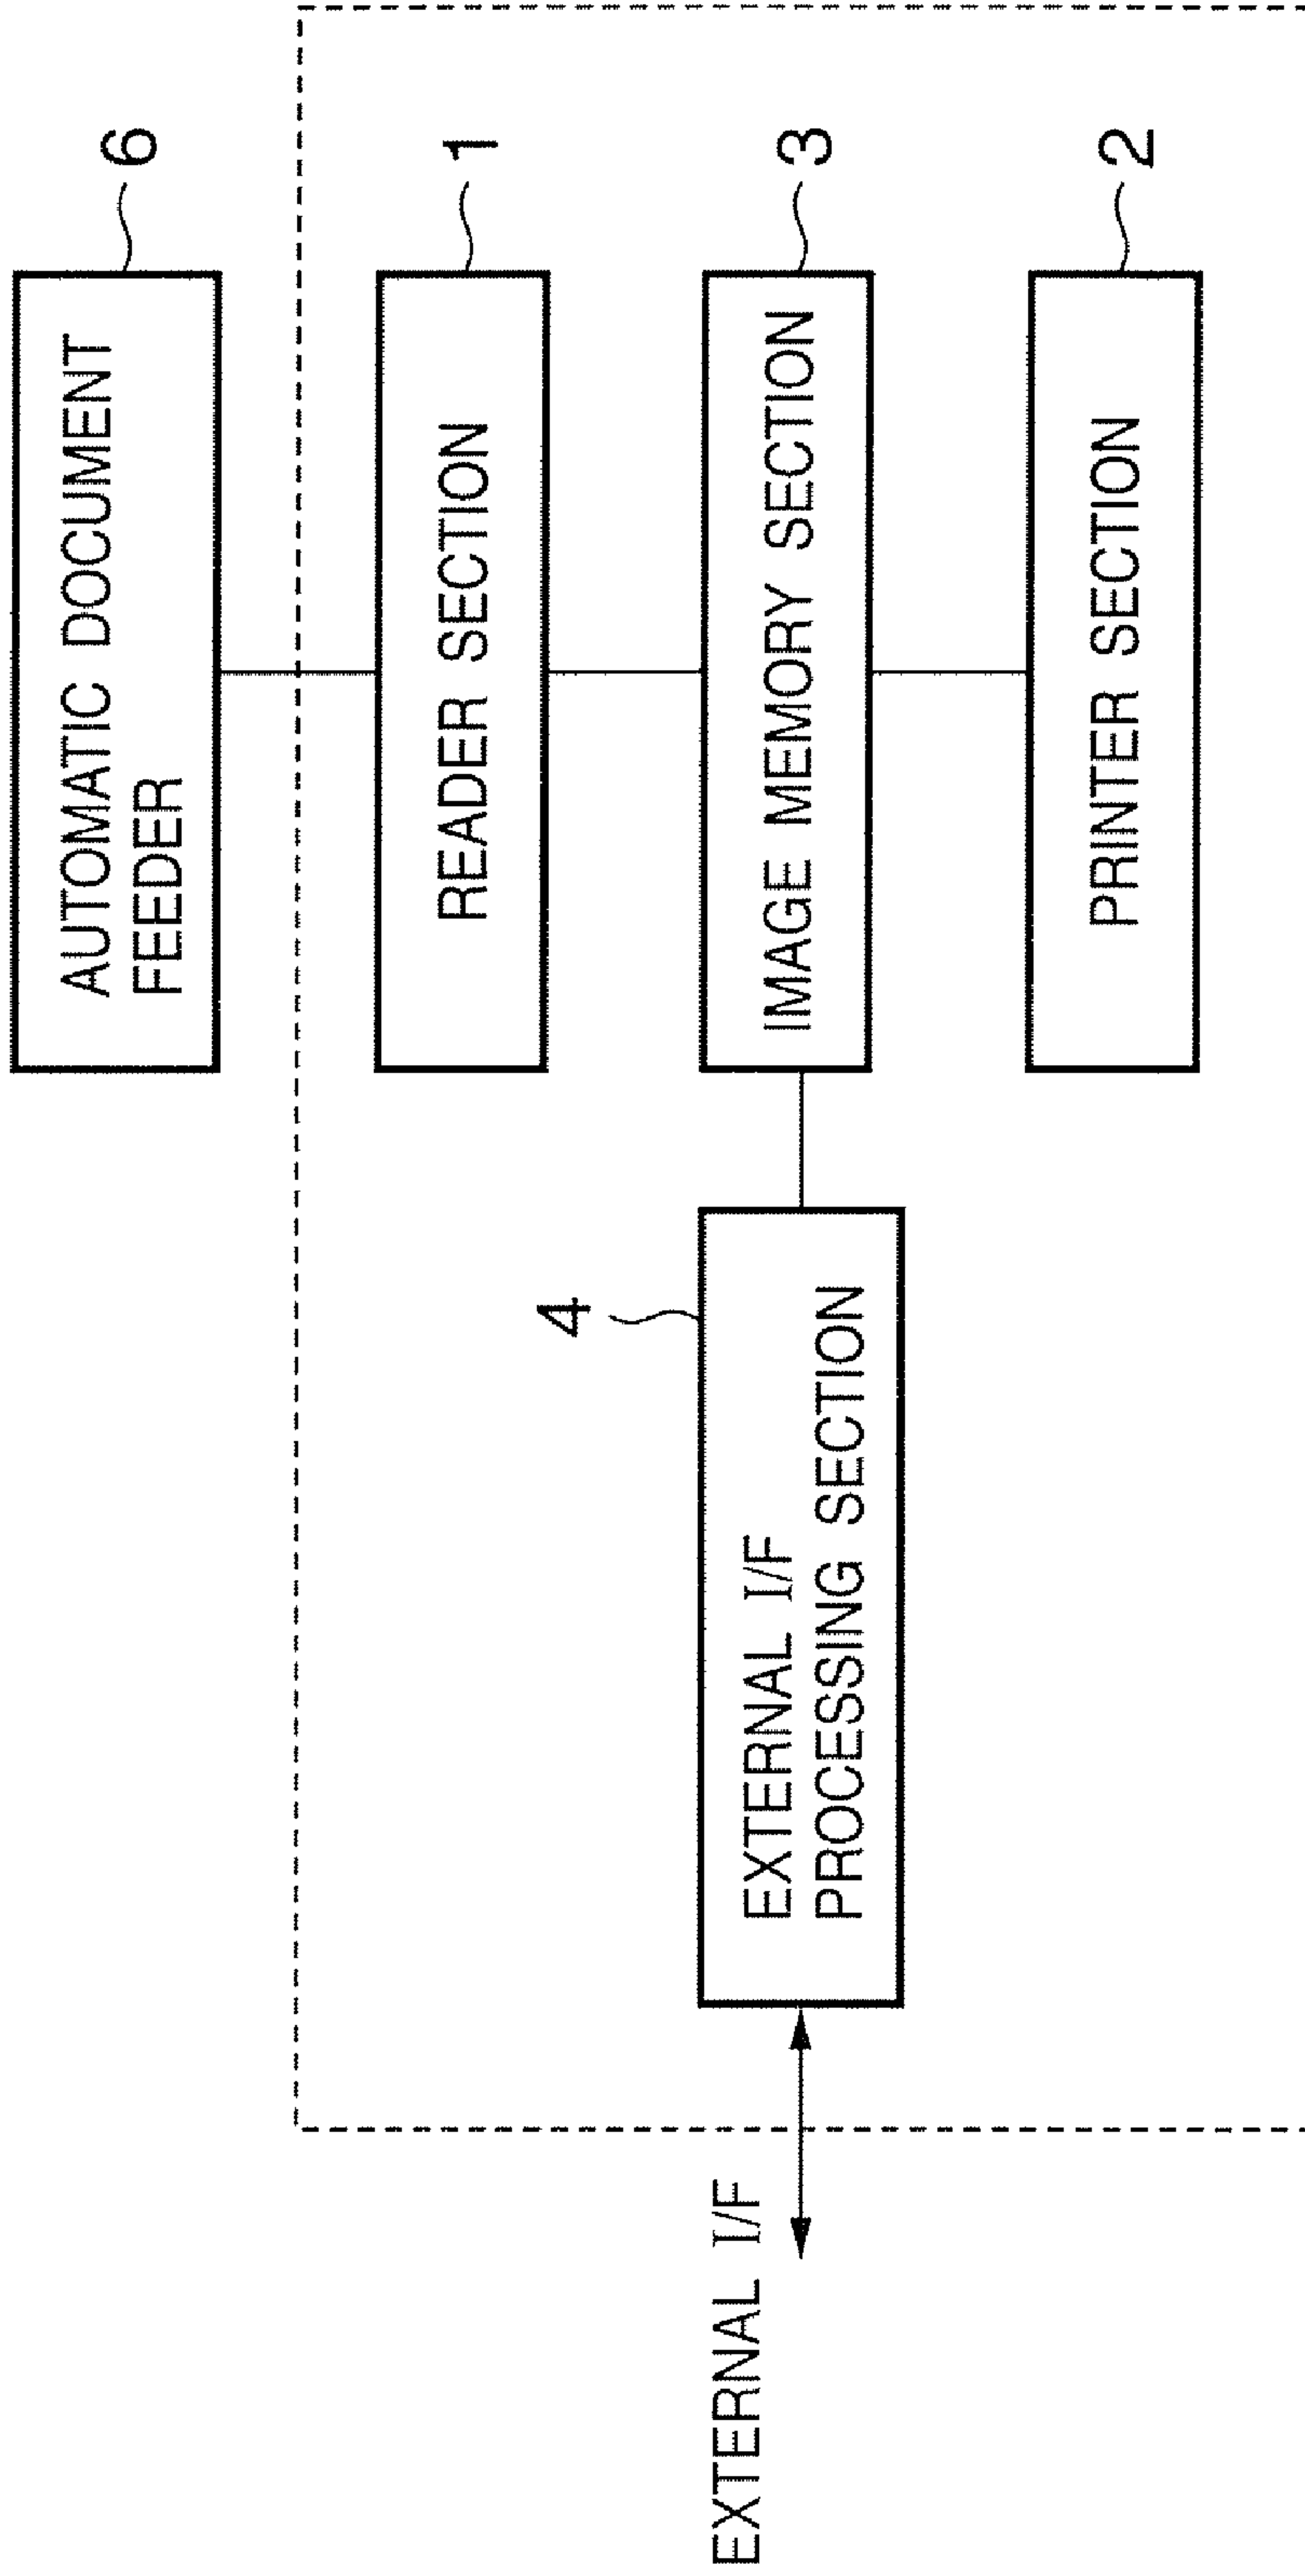 AUTOMATIC DOCUMENT
FEEDER
6
READER SECTION
1
EXTERNAL I/F
4
EXTERNAL I/F
PROCESSING SECTION
IMAGE MEMORY SECTION
3
PRINTER SECTION
2